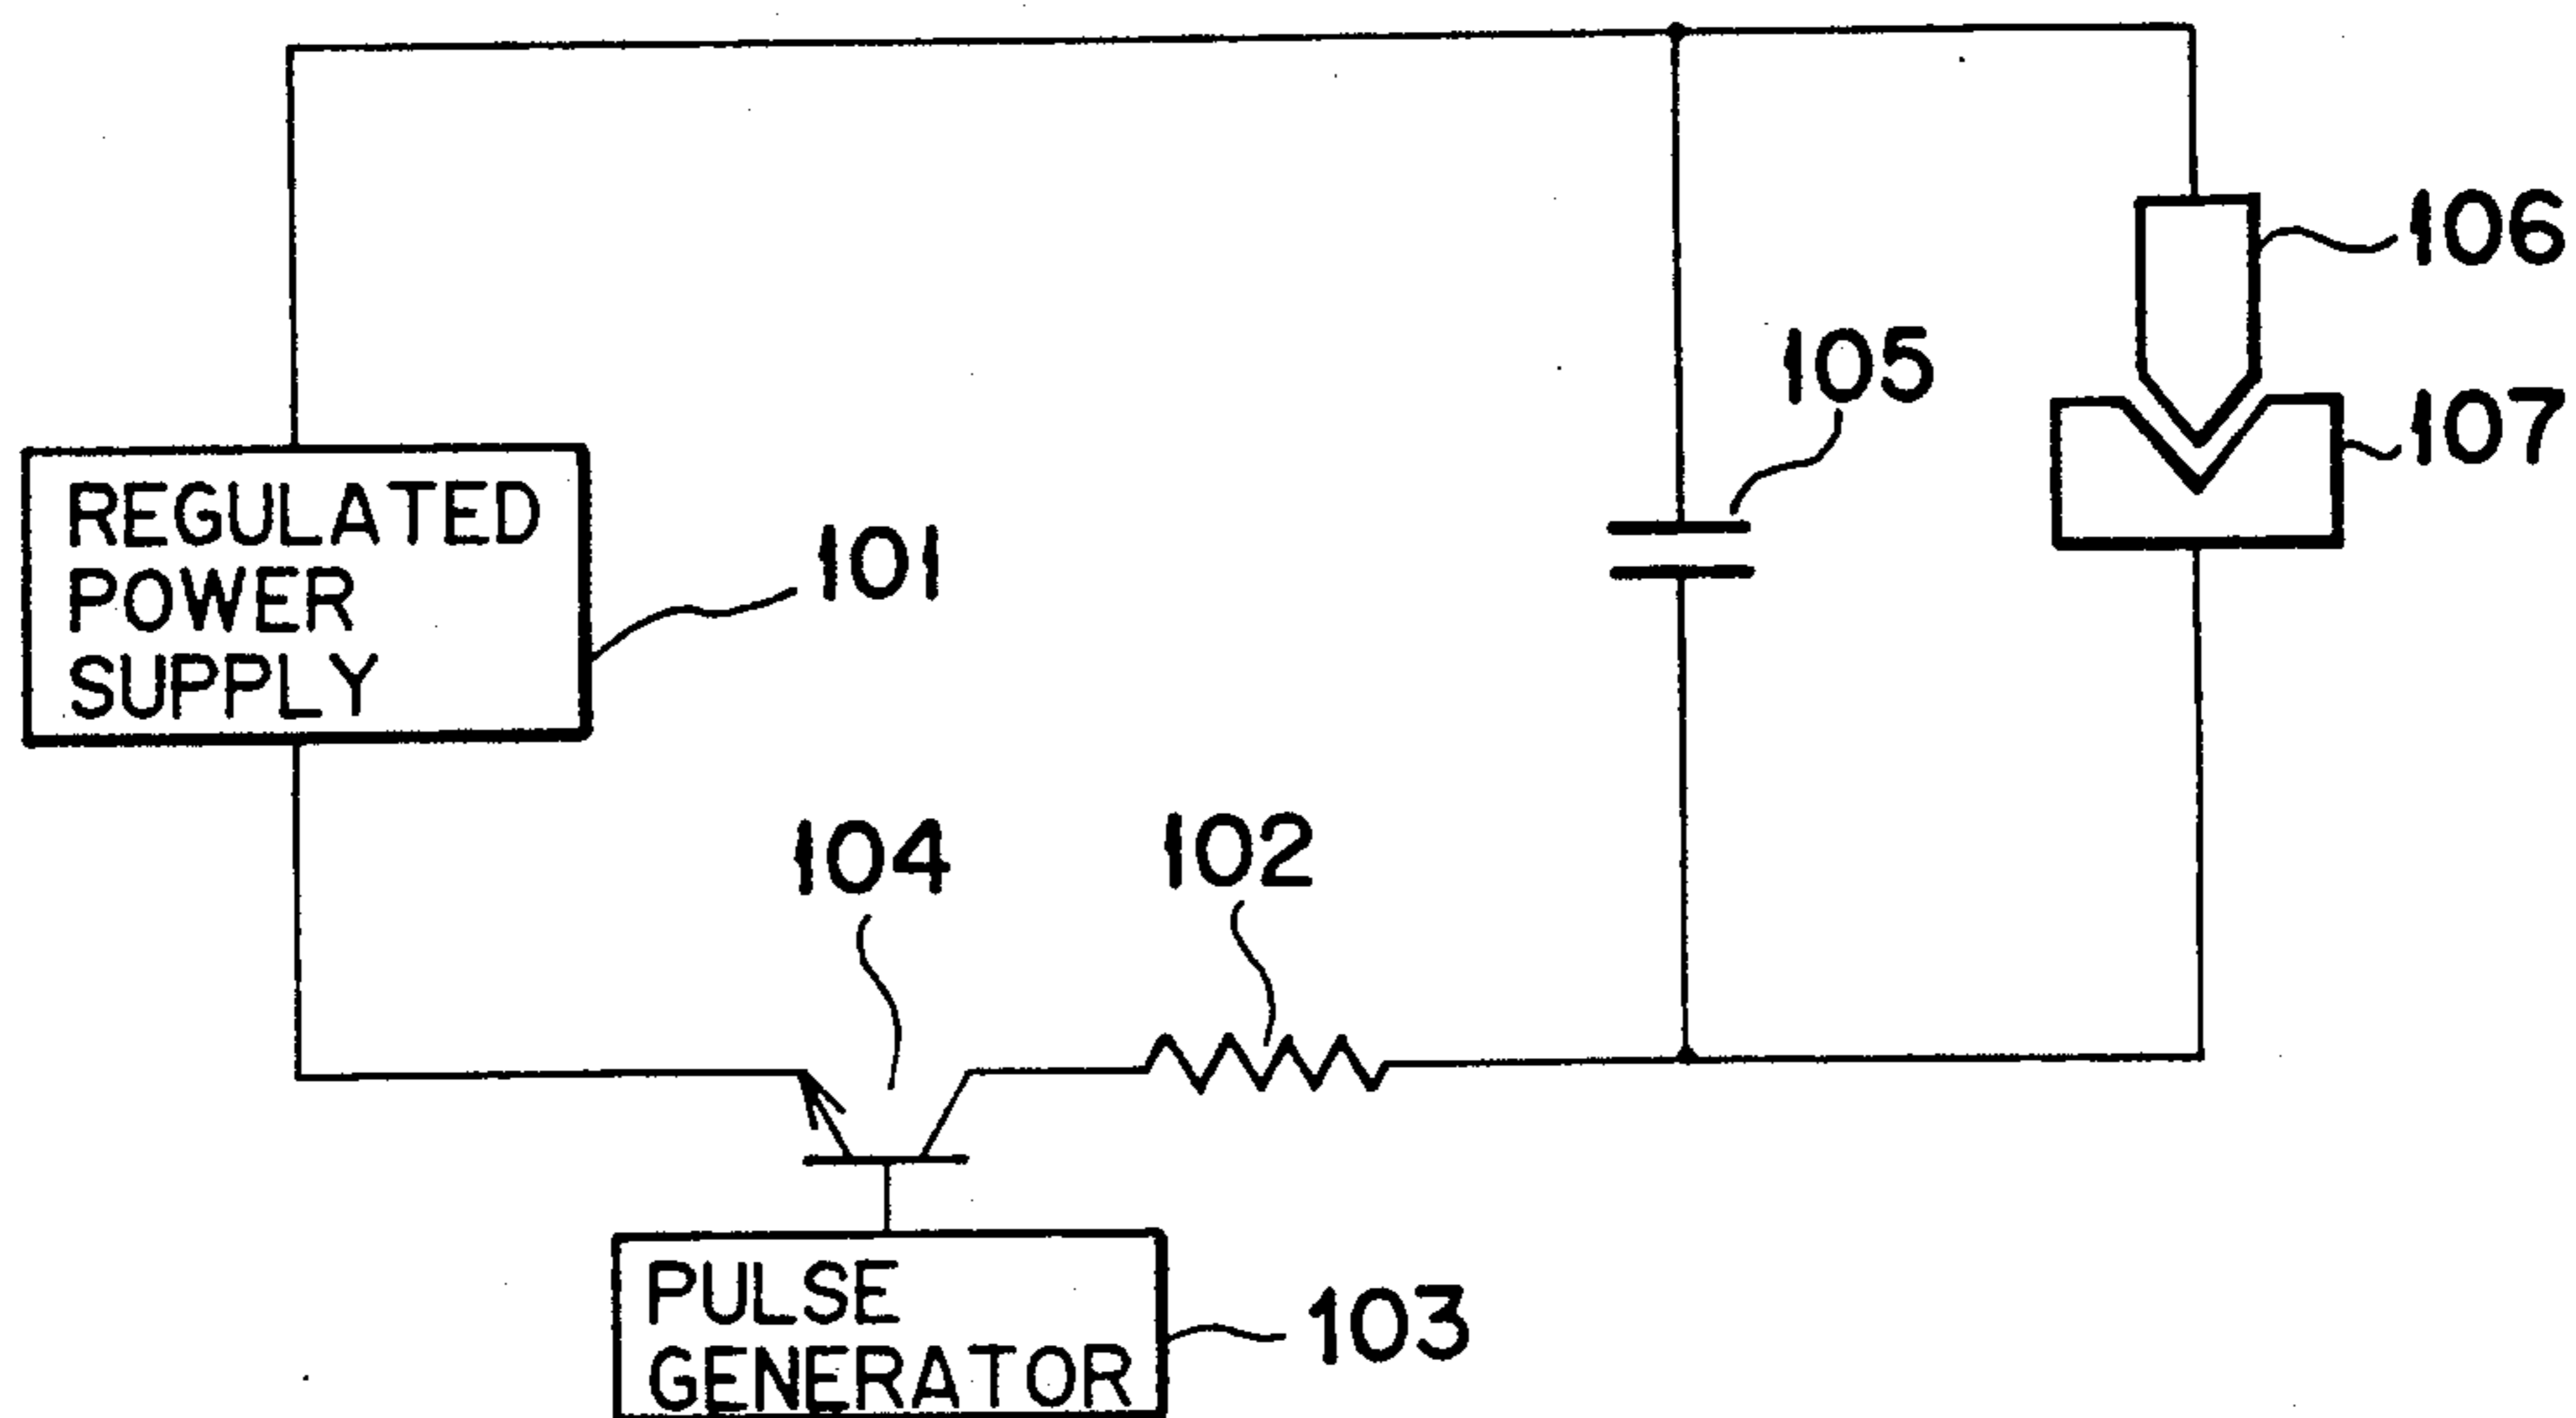 106
105
107
REGULATED
POWER
SUPPLY
101
104
102
PULSE
GENERATOR
103